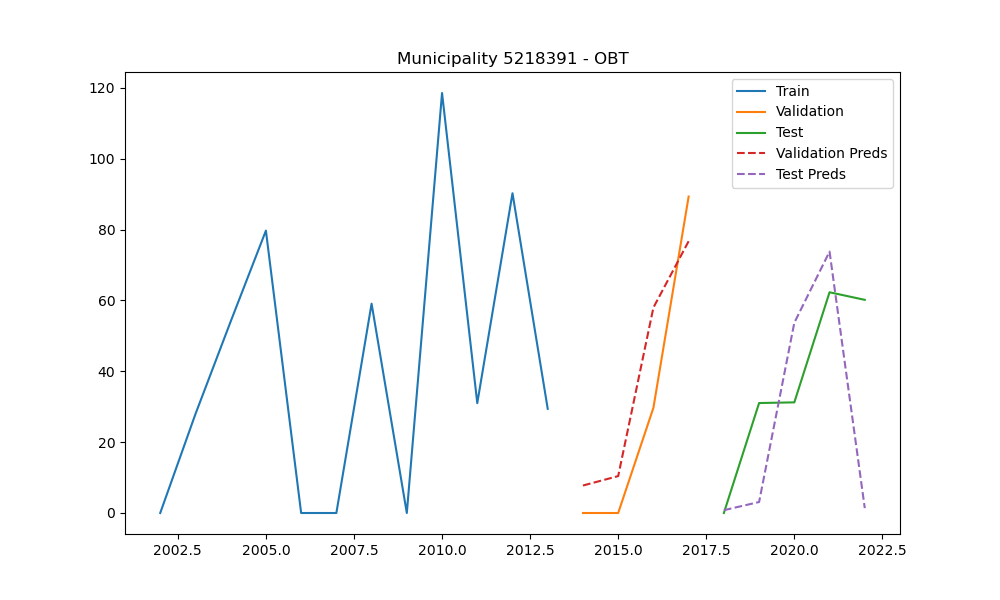 Municipality 5218391 - OBT
120
100
80
60
40
20
0
2002.5
2005.0
2007.5
2010.0
2012.5
2015.0
2017.5
2020.0
2022.5
Train
Validation
Test
Validation Preds
Test Preds